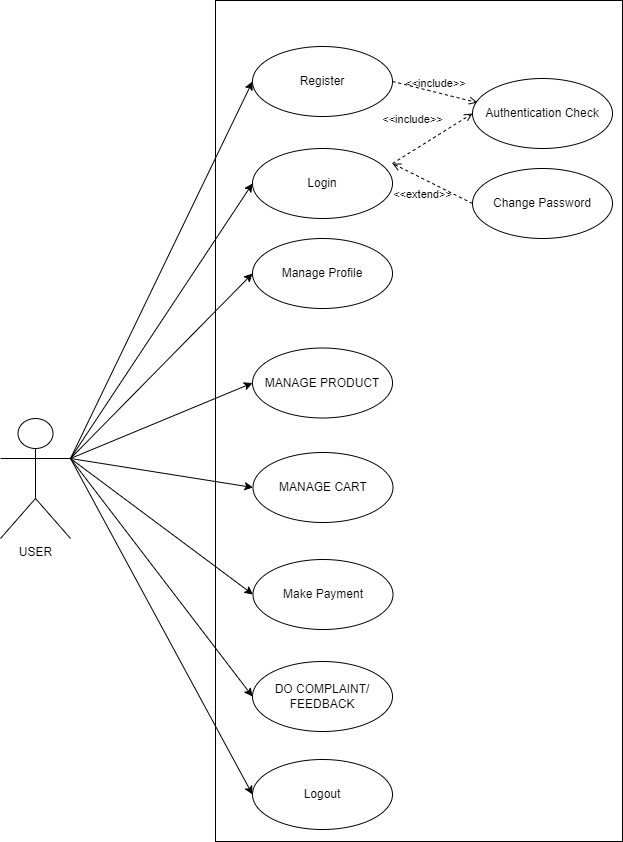 Register
<<include>>
Authentication Check
<<include>>
Login
<<extend>>
Change Password
Manage Profile
MANAGE PRODUCT
MANAGE CART
USER
Make Payment
DO COMPLAINT/
FEEDBACK
Logout